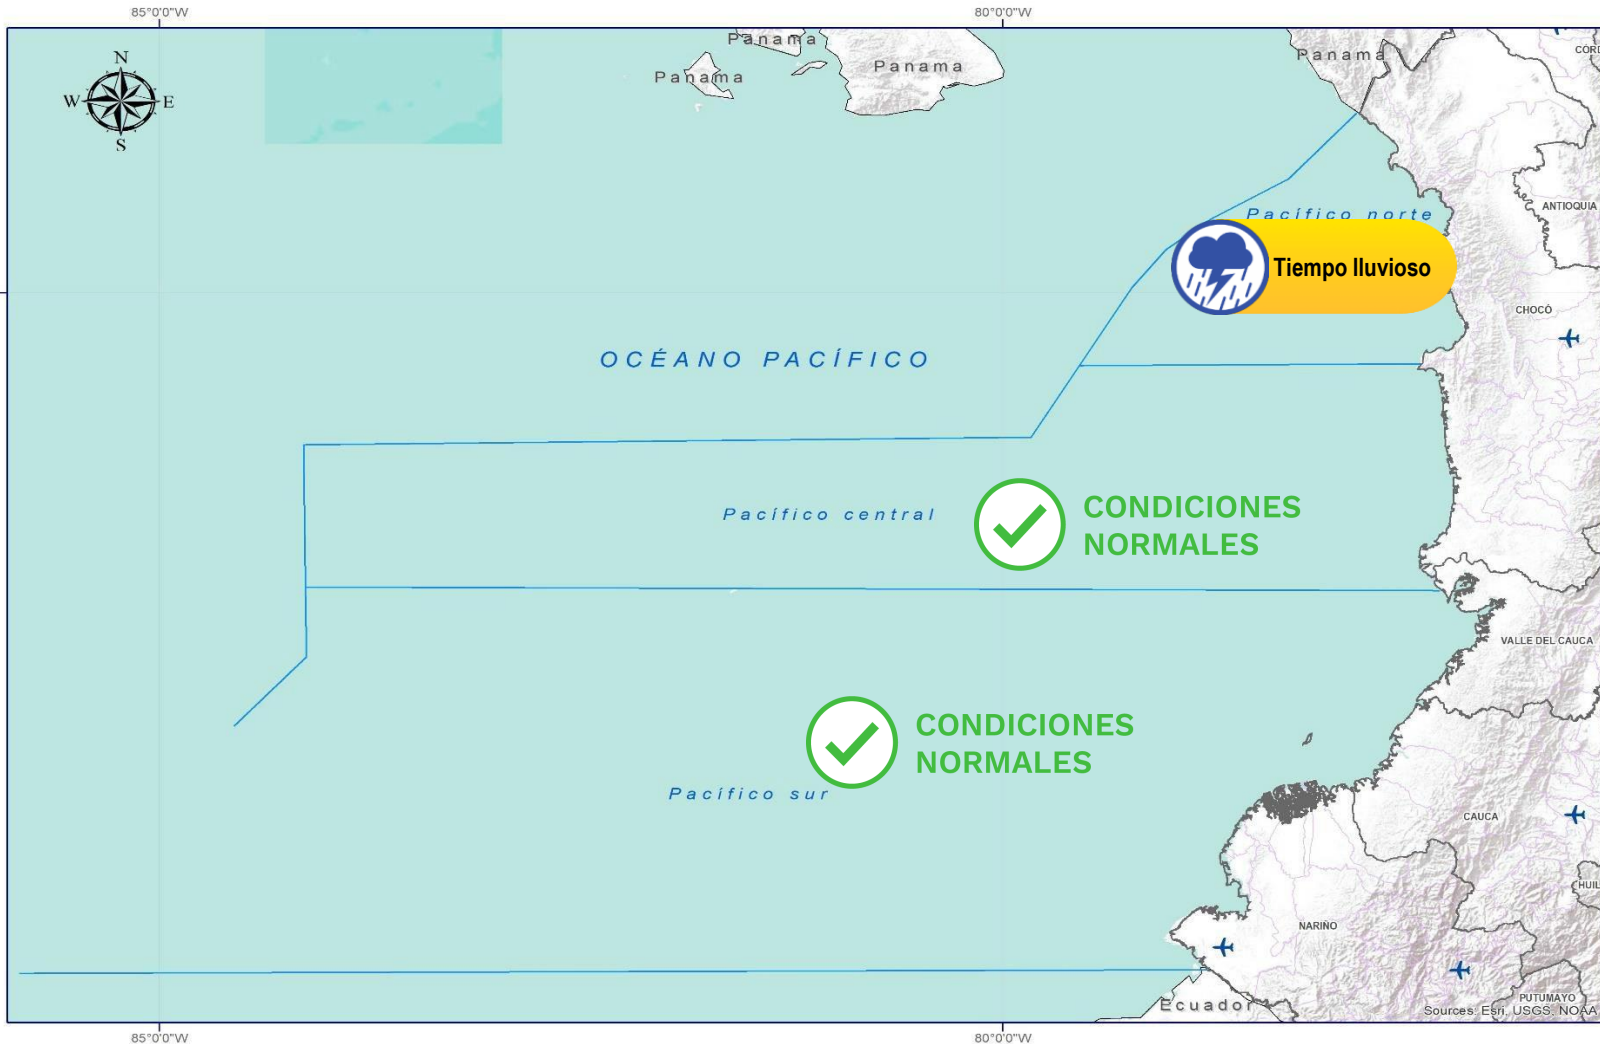 85°0'0"W
80°0'0"W
N
W
E
S
Panama
Panama
Panama
Panama
ANTIOQUIA
Pacífico norte
Tiempo lluvioso
CHOCÓ
OCÉANO PACÍFICO
Pacífico central
CONDICIONES
NORMALES
VALLE DEL CAUCA
CONDICIONES
NORMALES
Pacífico sur
CAUCA
HUIL
NARIÑO
PUTUMAYO
Ecuador
Sources: Esri, USGS, NOAA
85°0'0"W
80°0'0"W